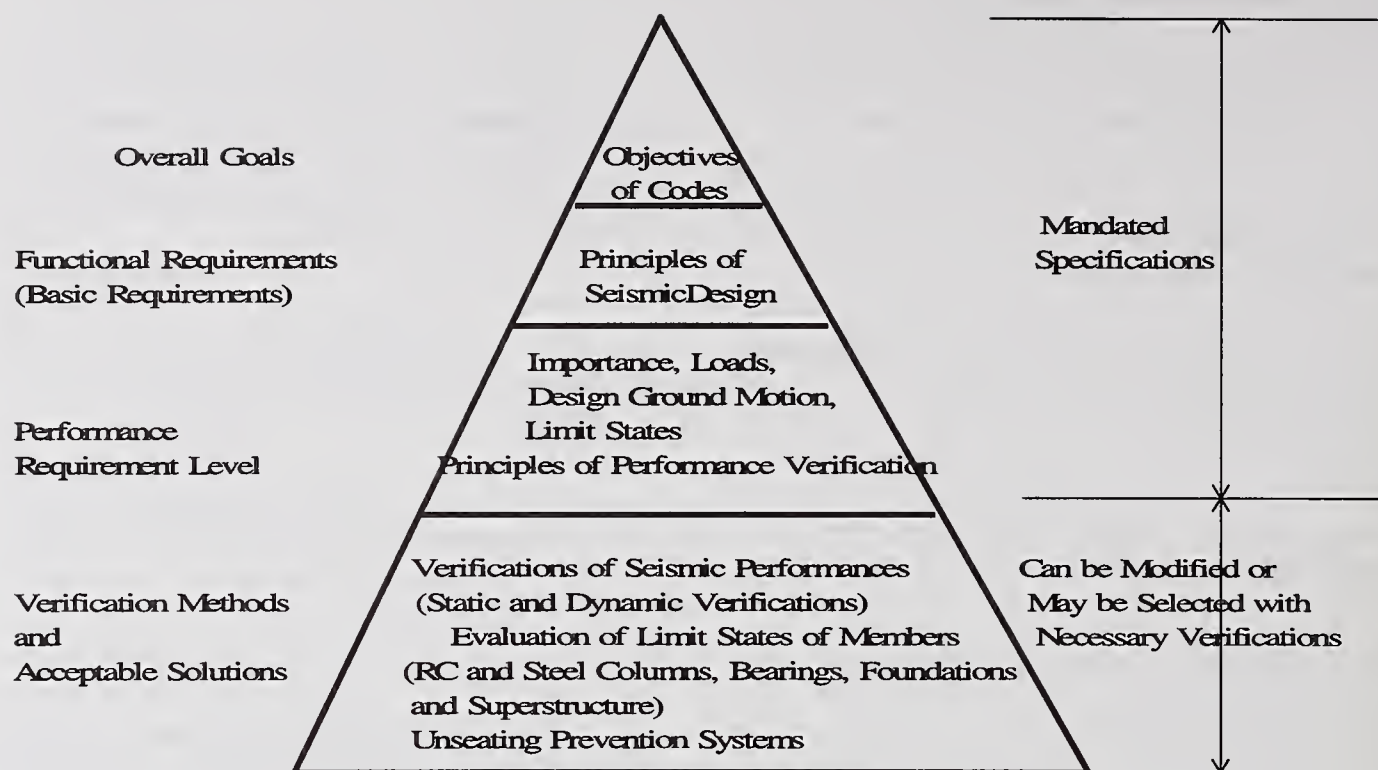 Overall Goals
Objectives
of Codes
Mandated
Specifications
Functional Requirements
(Basic Requirements)
Principles of
SeismicDesign
Importance, Loads,
Design Ground Motion,
Limit States
Principles of Performance Verification
Performance
Requirement Level
Verifications of Seismic Performances
(Static and Dynamic Verifications)
Evaluation of Limit States of Members
(RC and Steel Columns, Bearings, Foundations
and Superstructure)
Unseating Prevention Systems
Verification Methods
and
Acceptable Solutions
Can be Modified or
May be Selected with
Necessary Verifications